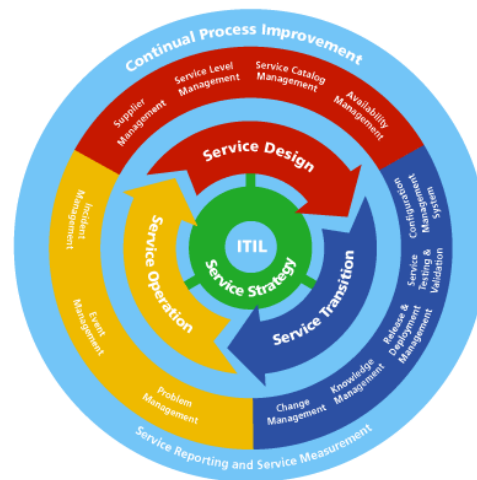 Continual Process Improvement
Supplier
Management
Service Level
Management
Service Catalog
Management
Availability
Management
Configuration
Management
System
Service
Testing &
Validation
Release &
Deployment
Management
Knowledge
Management
Change
Management
Problem
Management
Event
Management
Incident
Management
Service Design
Service Transition
Service Operation
ITIL
Service Strategy
Service Reporting and Service Measurement